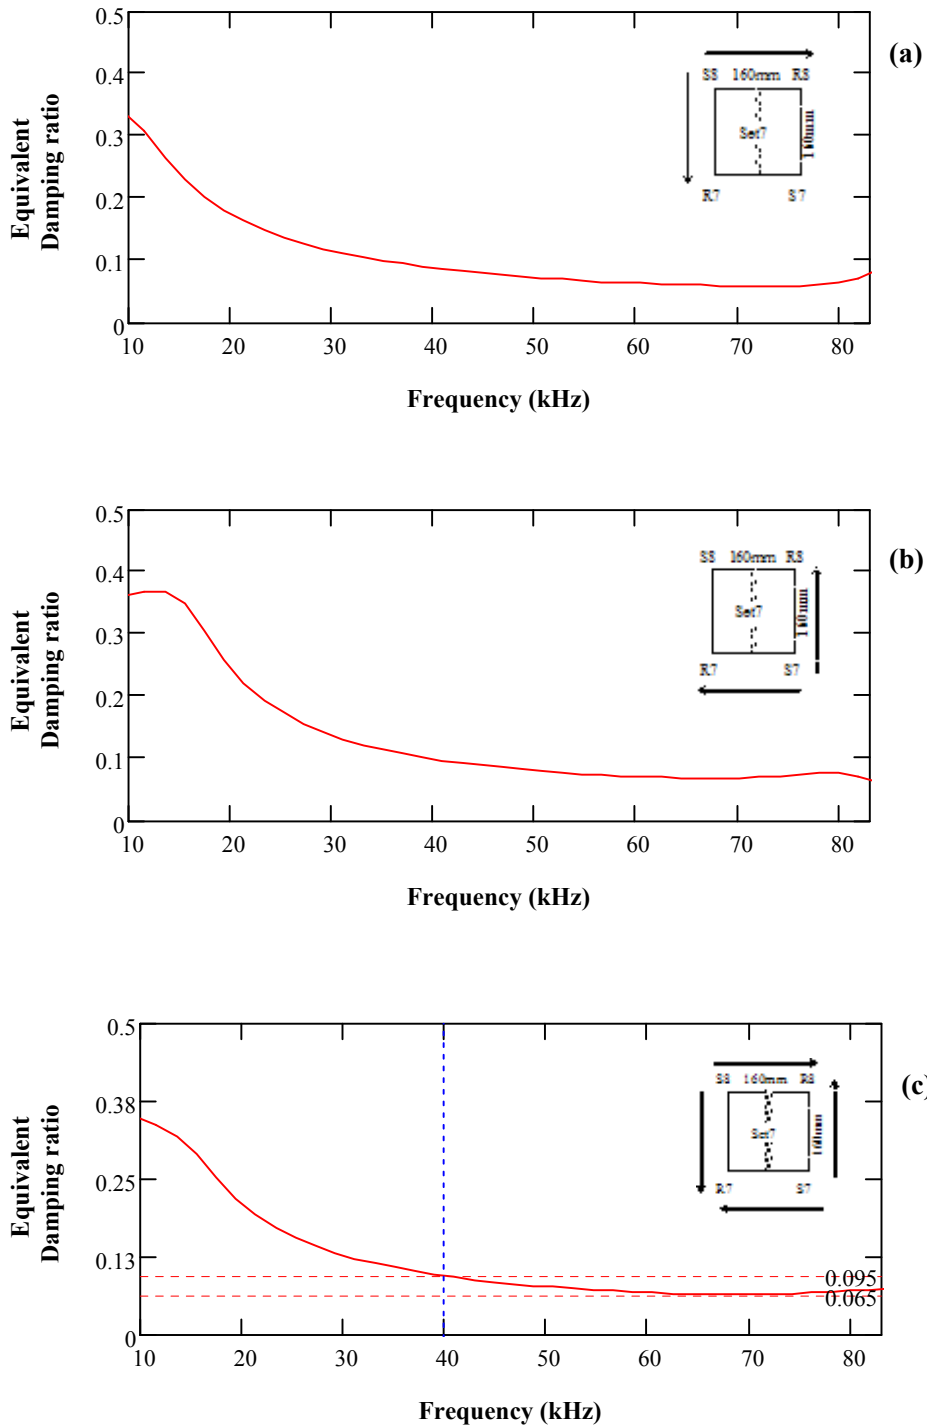 0.5
(a)
S8 160mm R8
0.4
160mm
Set7
0.3
R7 S7
0.2
0.1
0
10 20 30 40 50 60 70 80
Equivalent
Damping ratio
Frequency (kHz)
0.5
(b)
S8 160mm R8
0.4
160mm
Set7
0.3
R7 S7
0.2
0.1
0
10 20 30 40 50 60 70 80
Equivalent
Damping ratio
Frequency (kHz)
0.5
(c)
S8 160mm R8
0.38
160mm
Set7
R7 S7
0.25
0.13
0.095
0.065
0
10 20 30 40 50 60 70 80
Equivalent
Damping ratio
Frequency (kHz)